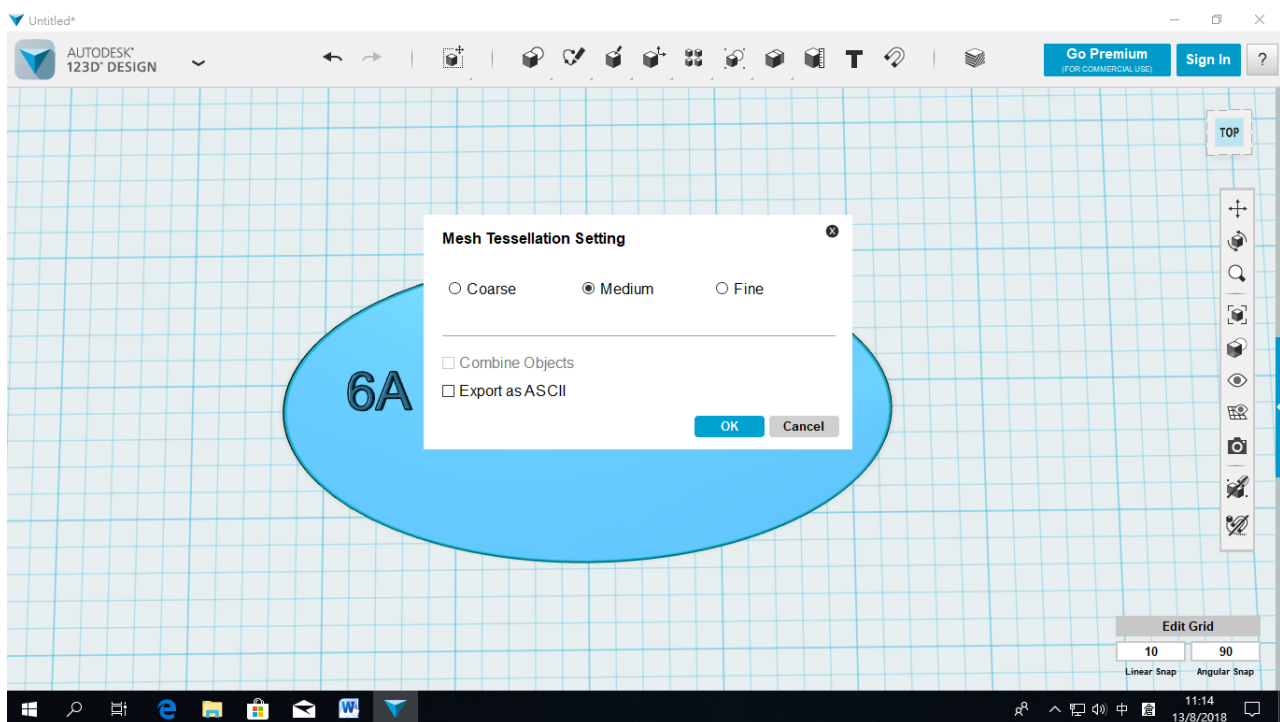 Untitled*
AUTODESK®
123D® DESIGN
Go Premium
(FOR COMMERCIAL USE)
Sign In
?
TOP
Mesh Tessellation Setting
Coarse
Medium
Fine
Combine Objects
Export as ASCII
OK
Cancel
6A
Edit Grid
10
90
Linear Snap
Angular Snap
中
倉
11:14
13/8/2018